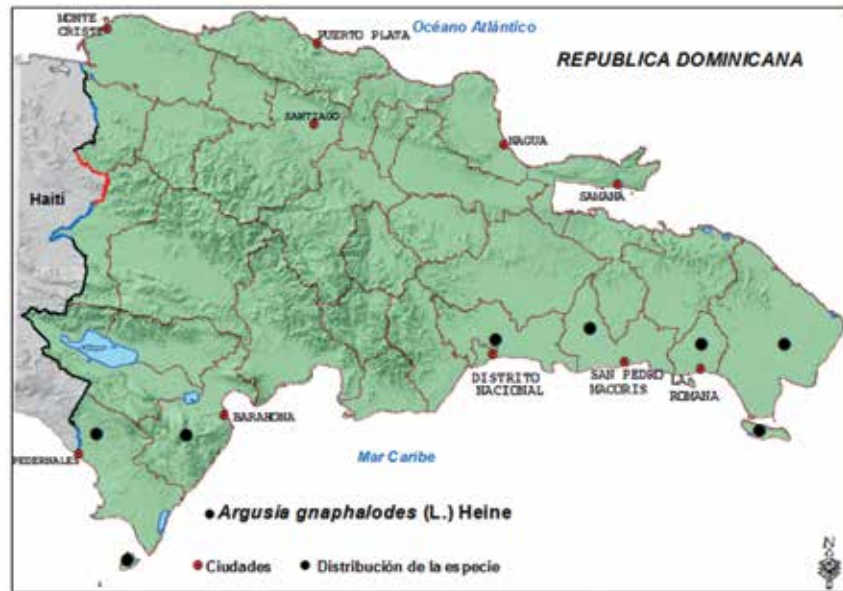 MONTE
CRISTI
PUERTO PLATA
Océano Atlántico
REPUBLICA DOMINICANA
SANTIAGO
NAGUA
Haití
SAMANÁ
DISTRITO
NACIONAL
SAN PEDRO
MACORIS
LA
ROMANA
BARAHONA
PEDERNALES
Mar Caribe
Argusia gnaphalodes (L.) Heine
Ciudades
Distribución de la especie